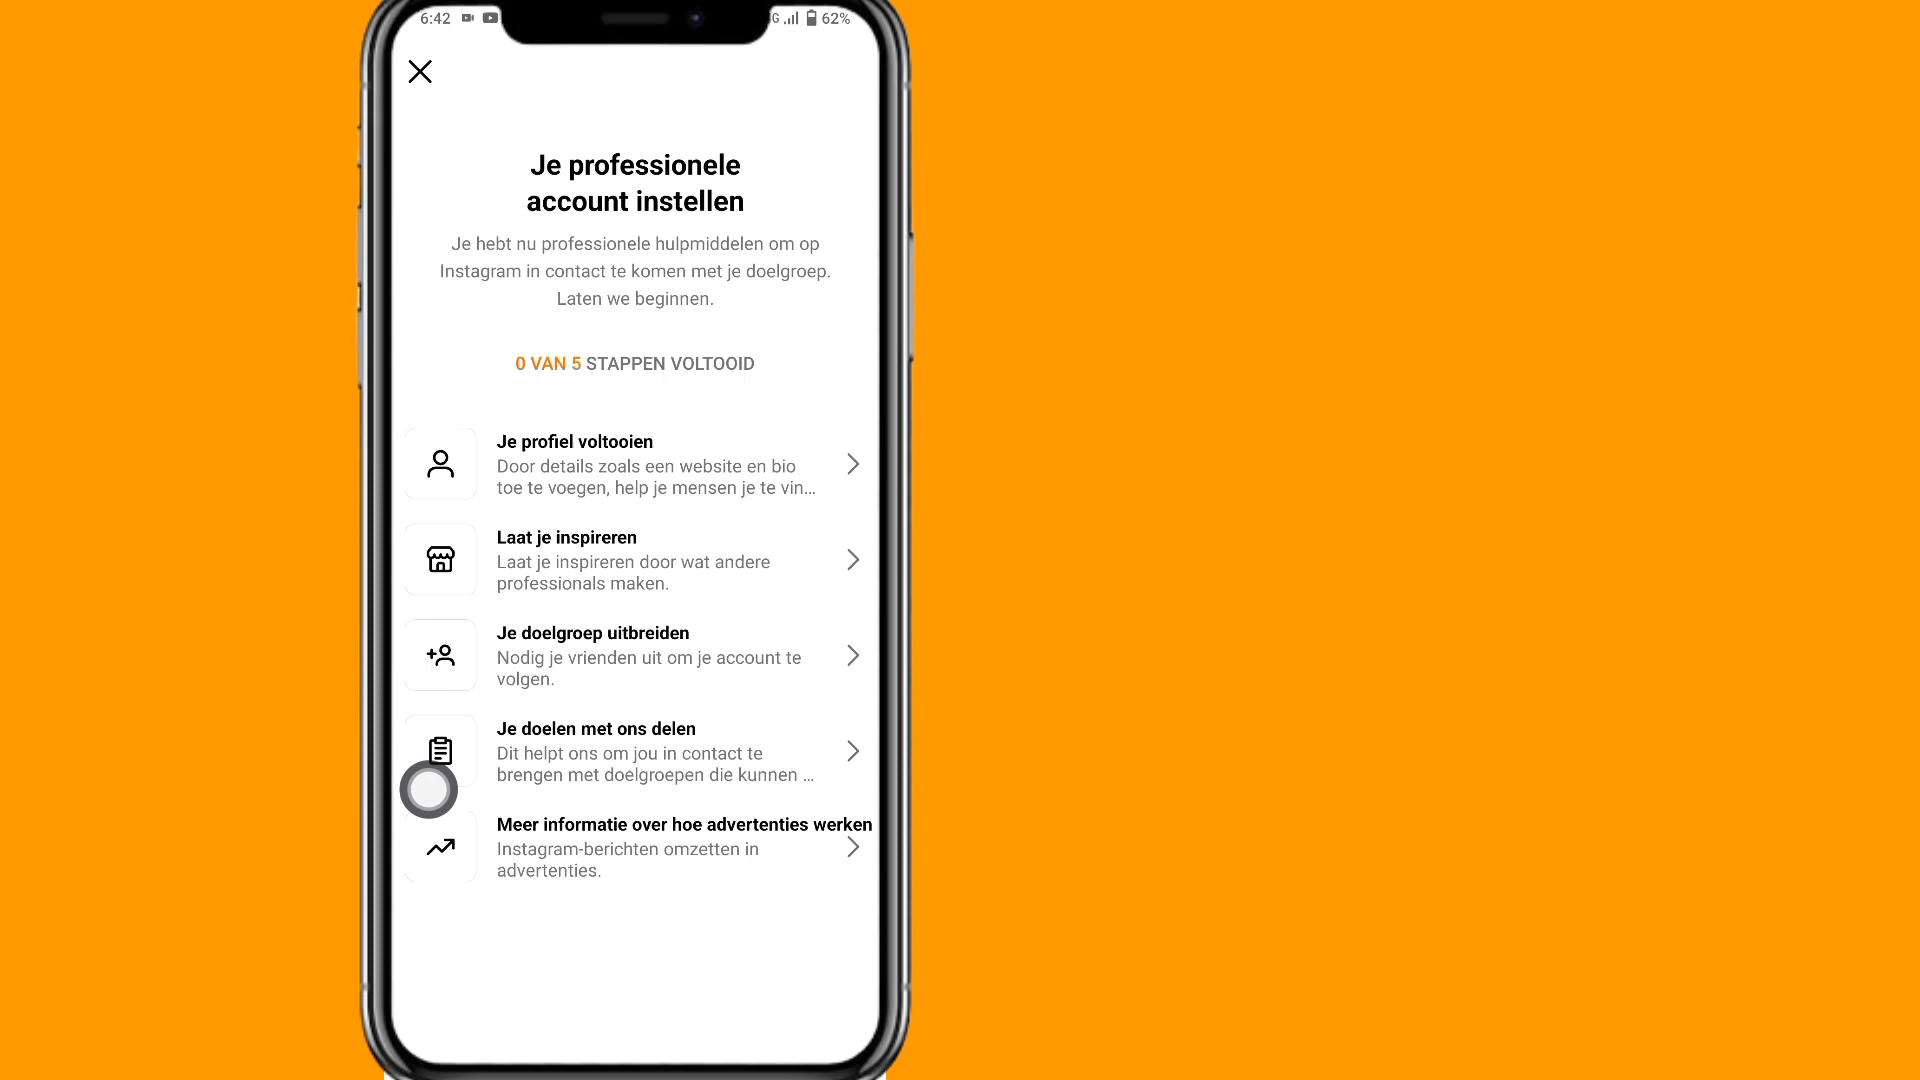 6:42
G 62%
Je professionele
account instellen
Je hebt nu professionele hulpmiddelen om op
Instagram in contact te komen met je doelgroep.
Laten we beginnen.
0 VAN 5 STAPPEN VOLTOOID
Je profiel voltooien
Door details zoals een website en bio
toe te voegen, help je mensen je te vin...
Laat je inspireren
Laat je inspireren door wat andere
professionals maken.
Je doelgroep uitbreiden
Nodig je vrienden uit om je account te
volgen.
Je doelen met ons delen
Dit helpt ons om jou in contact te
brengen met doelgroepen die kunnen ...
Meer informatie over hoe advertenties werken
Instagram-berichten omzetten in
advertenties.